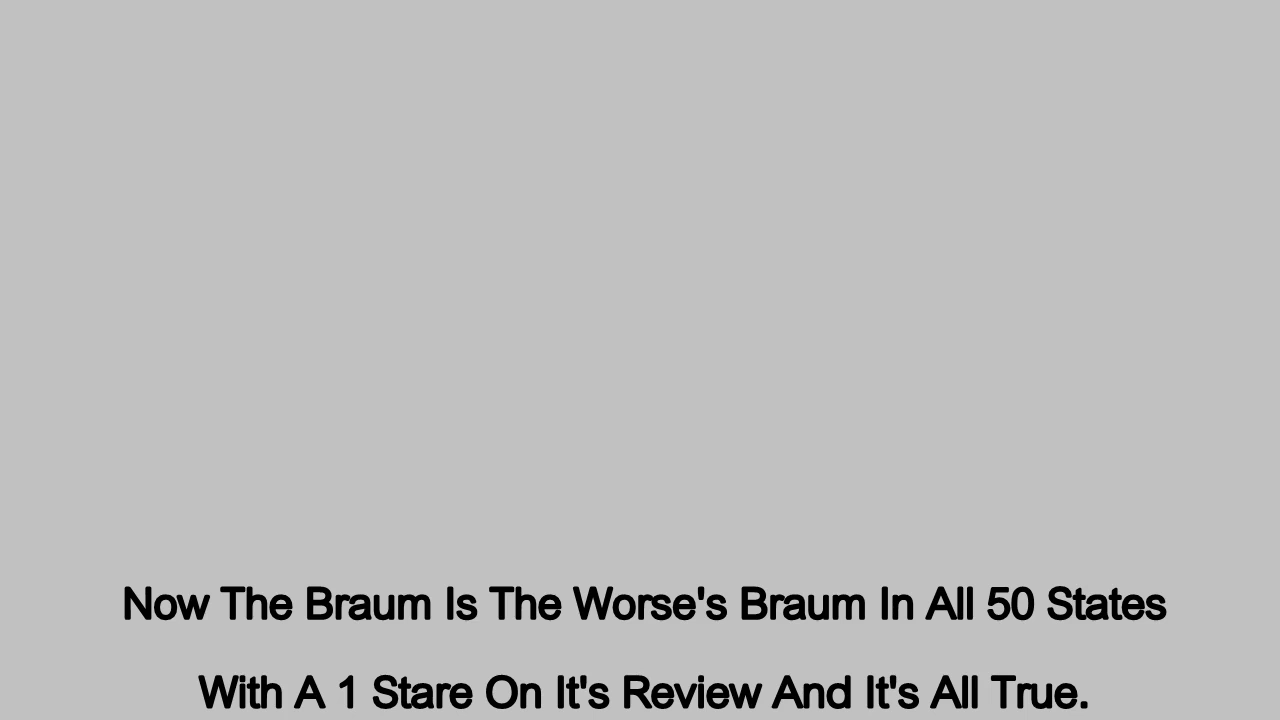 Now The Braum Is The Worse's Braum In All 50 States
With A 1 Stare On It's Review And It's All True.